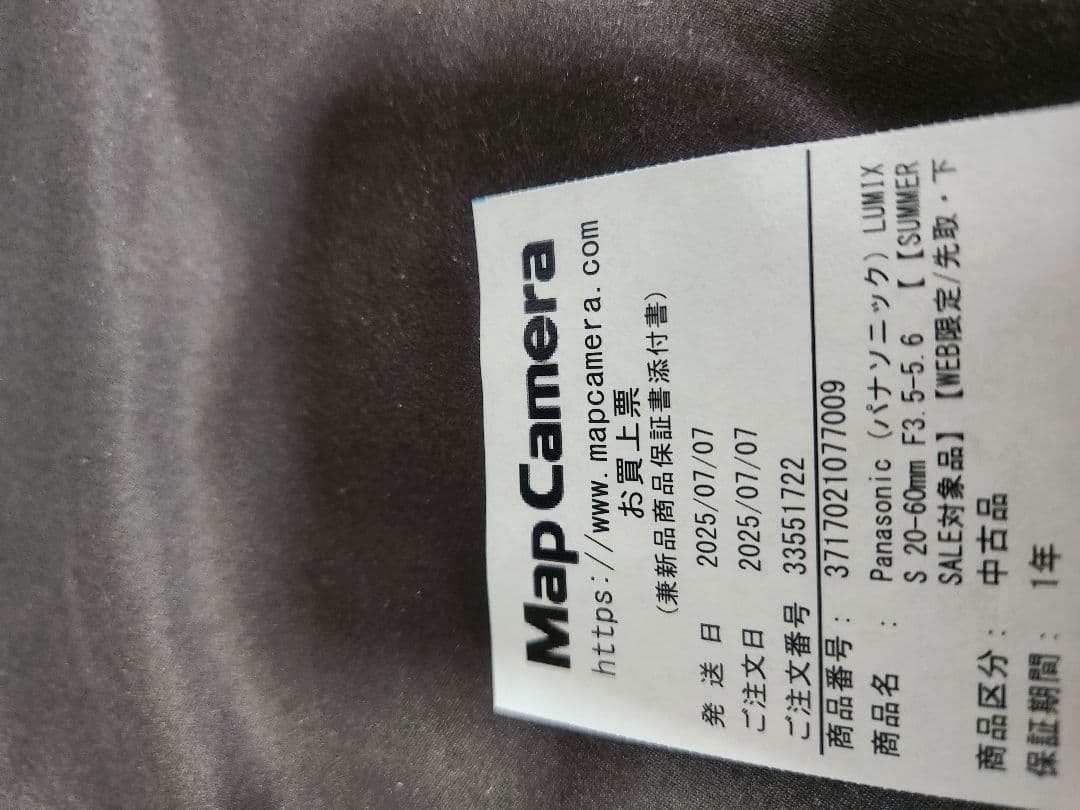 Map Camera
https://www.mapcamera.com
お買上票
(兼新品商品保証書添付書)
発送日 2025/07/07
ご注文日 2025/07/07
ご注文番号 33551722
商品番号: 3717021077009
商品名 : Panasonic (パナソニック) LUMIX
S 20-60mm F3.5-5.6 【【SUMMER
SALE対象品】【WEB限定/先取・下
商品区分: 中古品
保証期間: 1年